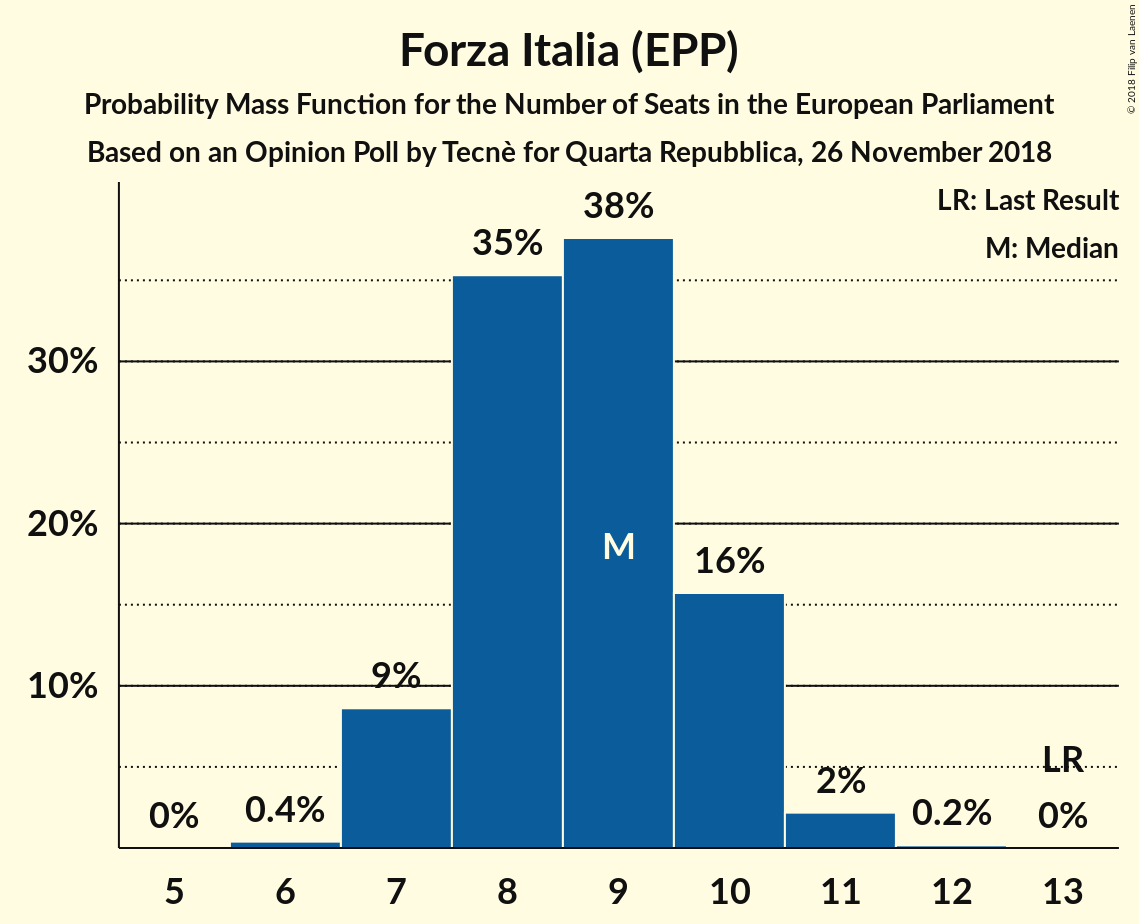 Forza Italia (EPP)
Probability Mass Function for the Number of Seats in the European Parliament
Based on an Opinion Poll by Tecnè for Quarta Repubblica, 26 November 2018
© 2018 Filip van Laenen
LR: Last Result
M: Median
38%
35%
30%
20%
M
16%
10%
9%
LR
2%
0%
0.4%
0.2%
0%
5 6 7 8 9 10 11 12 13